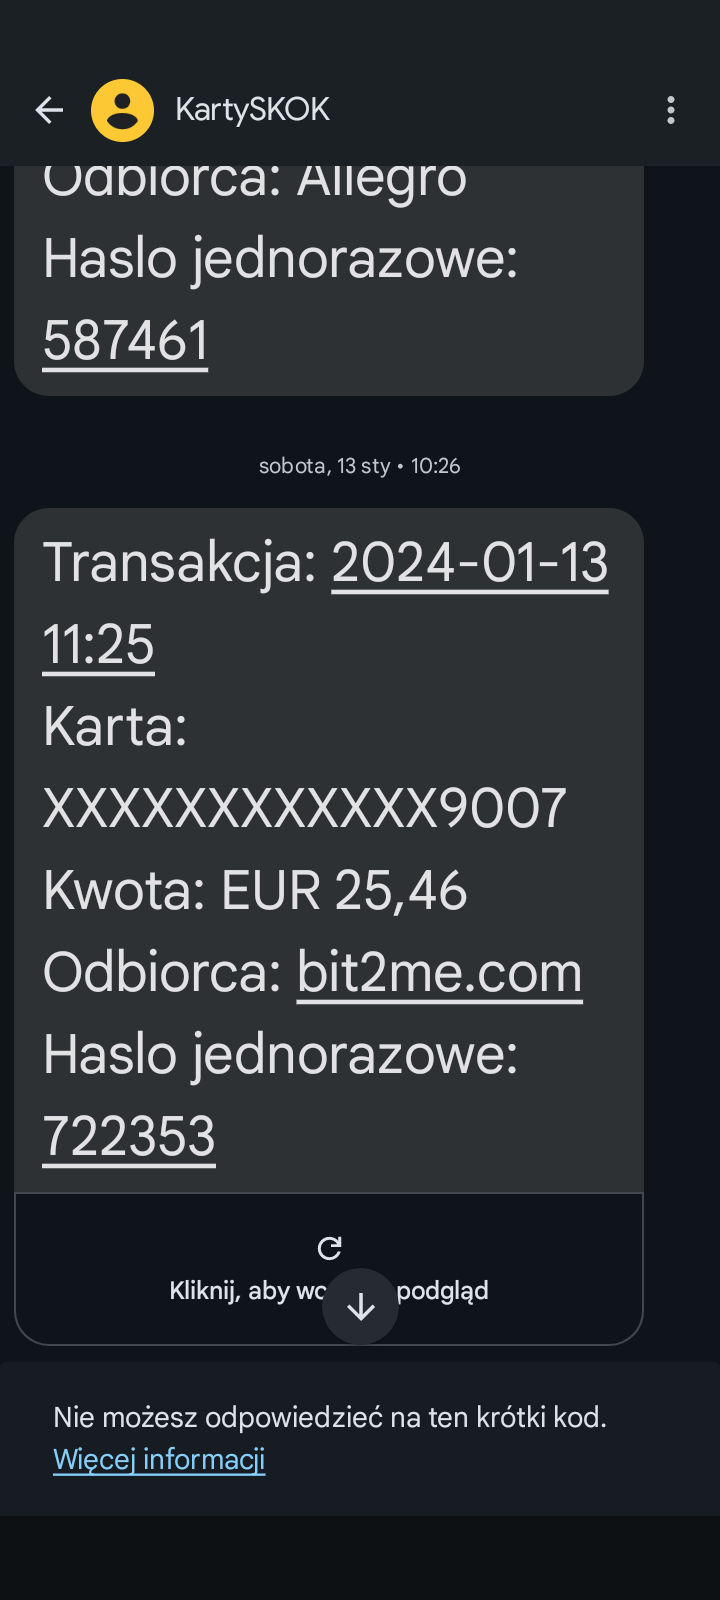 KartySKOK
Odbiorca: Allegro
Haslo jednorazowe:
587461
sobota, 13 sty • 10:26
Transakcja: 2024-01-13
11:25
Karta:
XXXXXXXXXXXX9007
Kwota: EUR 25,46
Odbiorca: bit2me.com
Haslo jednorazowe:
722353
Kliknij, aby podgląd
Nie możesz odpowiedzieć na ten krótki kod.
Więcej informacji